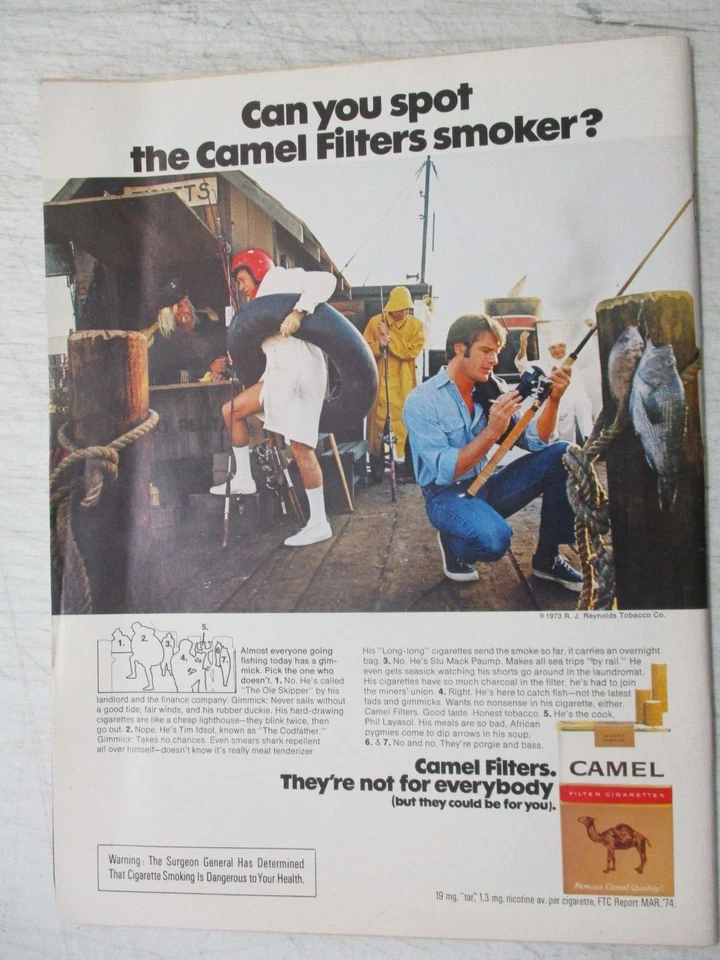 Can you spot
the Camel Filters smoker?
TS
© 1973 R. J. Reynolds Tobacco Co.
1.
2.
3.
4.
5.
6.
7.
Almost everyone going
fishing today has a gim-
mick. Pick the one who
doesn't. 1. No. He's called
"The Ole Skipper" by his
landlord and the finance company. Gimmick: Never sails without
a good tide, fair winds, and his rubber duckie. His hard-drawing
cigarettes are like a cheap lighthouse—they blink twice, then
go out. 2. Nope. He's Tim Idsol, known as "The Codfather."
Gimmick: Takes no chances. Even smears shark repellent
all over himself—doesn't know it's really meat tenderizer.
His "Long-long" cigarettes send the smoke so far, it carries an overnight
bag. 3. No. He's Stu Mack Paump. Makes all sea trips "by rail." He
even gets seasick watching his shorts go around in the laundromat.
His cigarettes have so much charcoal in the filter, he's had to join
the miners' union. 4. Right. He's here to catch fish—not the latest
fads and gimmicks. Wants no nonsense in his cigarette, either.
Camel Filters. Good taste. Honest tobacco. 5. He's the cook,
Phil Layasol. His meals are so bad, African
pygmies come to dip arrows in his soup.
6. & 7. No and no. They're porgie and bass.
Camel Filters.
They're not for everybody
(but they could be for you).
CAMEL
FILTER CIGARETTES
Famous Camel Quality!
Warning: The Surgeon General Has Determined
That Cigarette Smoking Is Dangerous to Your Health.
19 mg. "tar," 1.3 mg. nicotine av. per cigarette, FTC Report MAR. '74.